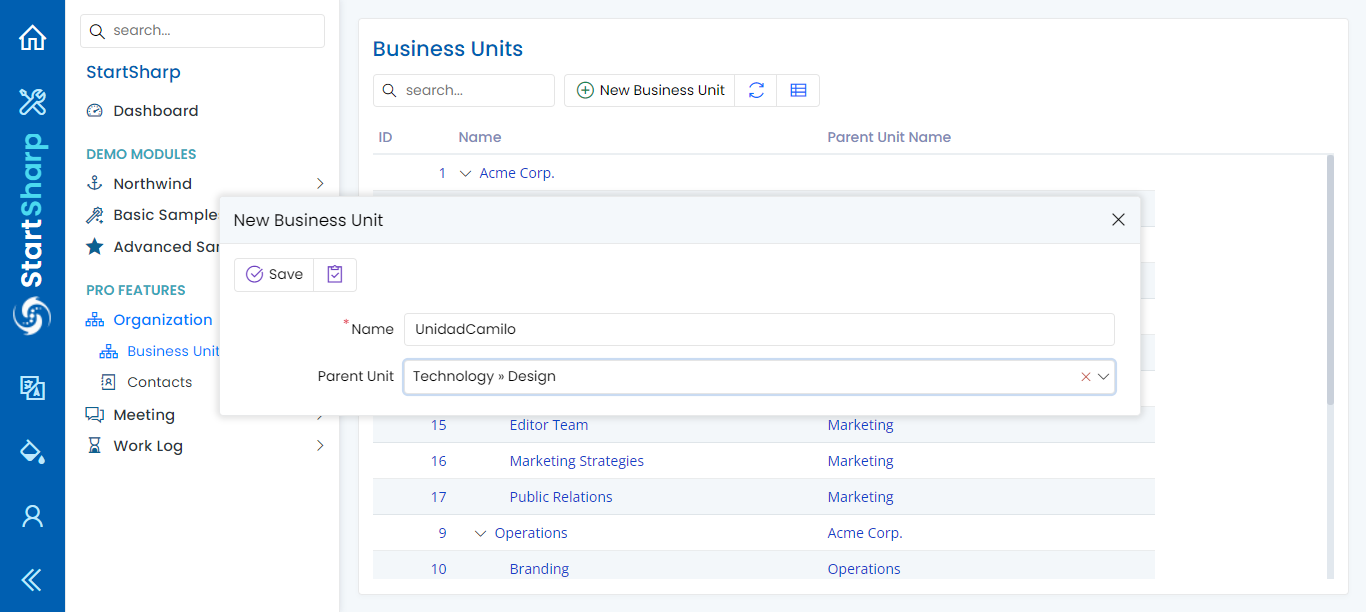 search...
StartSharp
StartSharp
Dashboard
DEMO MODULES
Northwind
Basic Sample
Advanced Sar
PRO FEATURES
Organization
Business Unit
Contacts
Meeting
Work Log
Business Units
search...
New Business Unit
ID Name Parent Unit Name
1 Acme Corp.
New Business Unit
Save
* Name UnidadCamilo
Parent Unit Technology » Design
15 Editor Team Marketing
16 Marketing Strategies Marketing
17 Public Relations Marketing
9 Operations Acme Corp.
10 Branding Operations